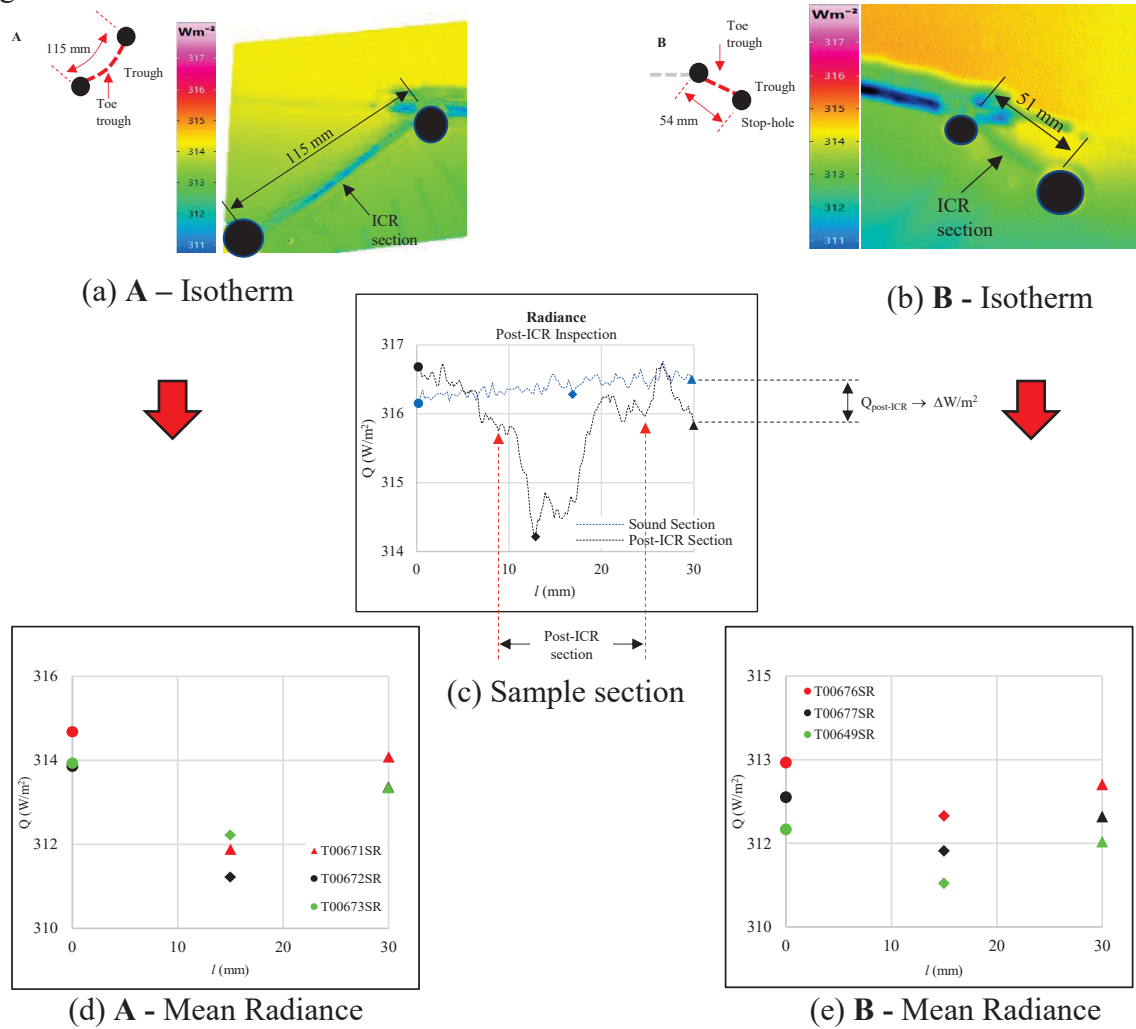 A
115 mm
Trough
Toe
trough
Wm⁻²
317
316
315
314
313
312
311
115 mm
ICR
section
(a) A – Isotherm
B
Toe
trough
Trough
54 mm
Stop-hole
Wm⁻²
317
316
315
314
313
312
311
51 mm
ICR
section
(b) B - Isotherm
Radiance
Post-ICR Inspection
317
316
315
314
Q (W/m²)
Sound Section
Post-ICR Section
0
10
20
30
l (mm)
Qpost-ICR → ΔW/m²
Post-ICR
section
(c) Sample section
316
314
312
310
Q (W/m²)
T00671SR
T00672SR
T00673SR
0
10
20
30
l (mm)
(d) A - Mean Radiance
315
313
312
310
Q (W/m²)
T00676SR
T00677SR
T00649SR
0
10
20
30
l (mm)
(e) B - Mean Radiance